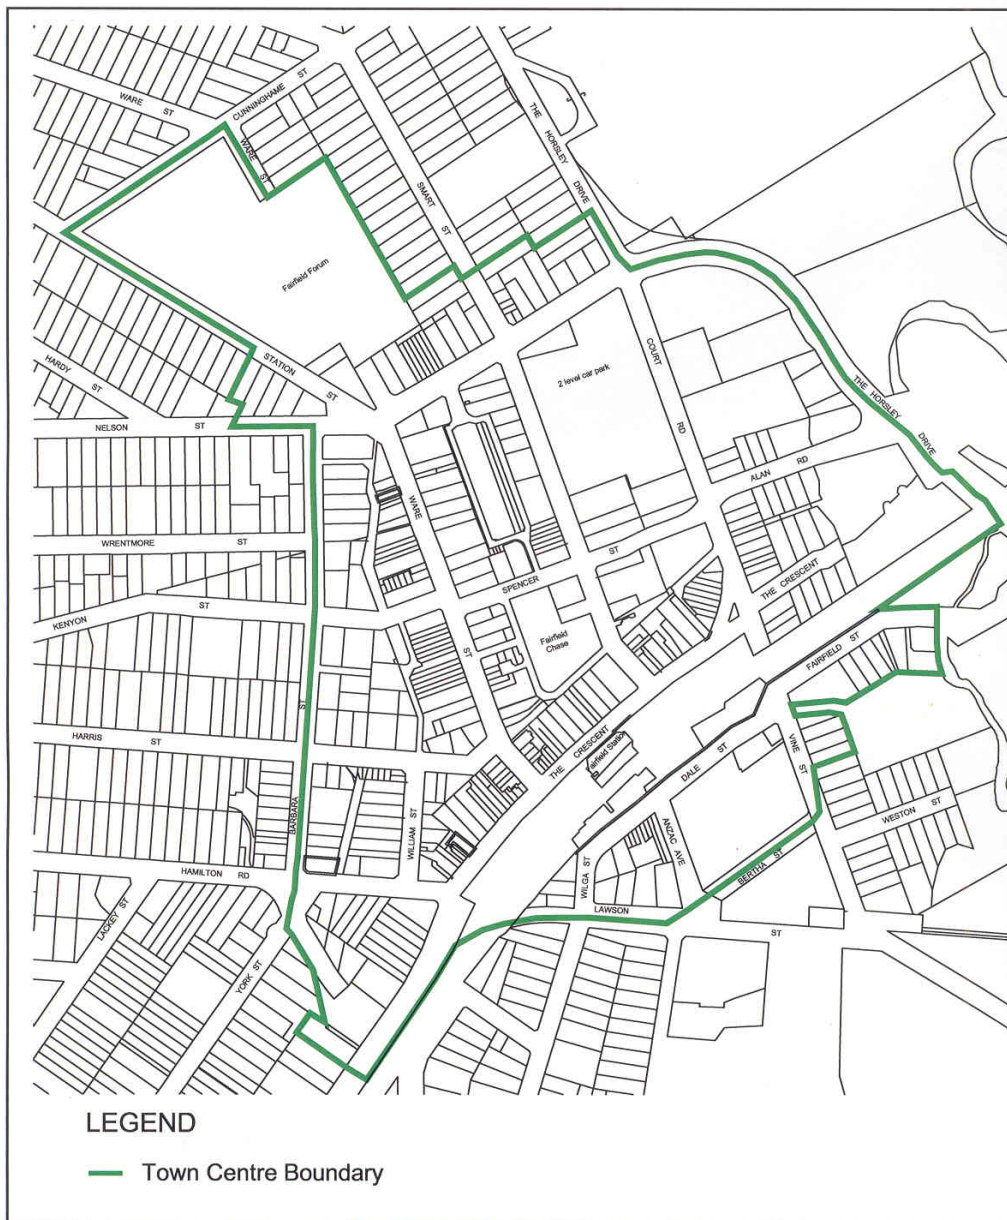 WARE ST
CUNNINGHAME ST
WARE ST
THE HORSLEY DRIVE
SMART ST
Fairfield Forum
STATION ST
HARDY ST
NELSON ST
2 level car park
COURT RD
THE HORSLEY DRIVE
ALAN RD
WARE ST
WRENTMORE ST
SPENCER ST
THE CRESCENT
KENYON ST
Fairfield
Chase
FAIRFIELD ST
HARRIS ST
BARBARA ST
THE CRESCENT
Fairfield Station
DALE ST
VINE ST
WILLIAM ST
WESTON ST
ANZAC AVE
WILGA ST
BERTHA ST
HAMILTON RD
LACKEY ST
YORK ST
LAWSON ST
LEGEND
Town Centre Boundary